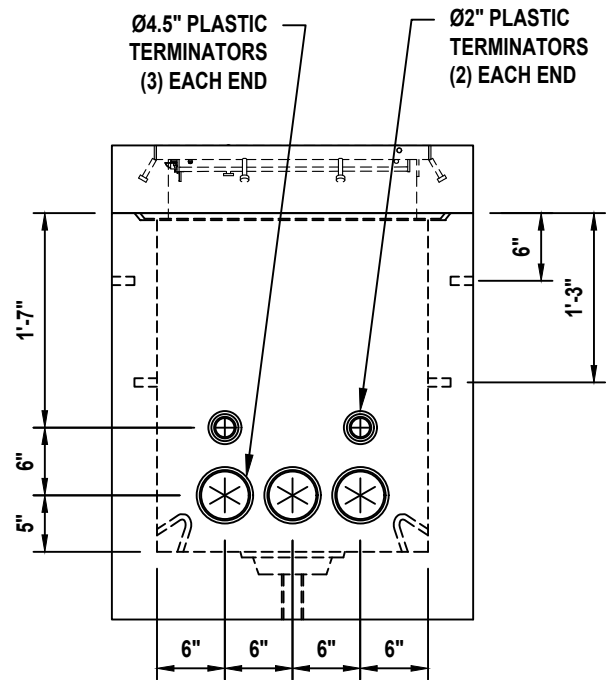 Ø4.5" PLASTIC
TERMINATORS
(3) EACH END
Ø2" PLASTIC
TERMINATORS
(2) EACH END
1'-7"
6"
5"
6"
1'-3"
6"
6"
6"
6"